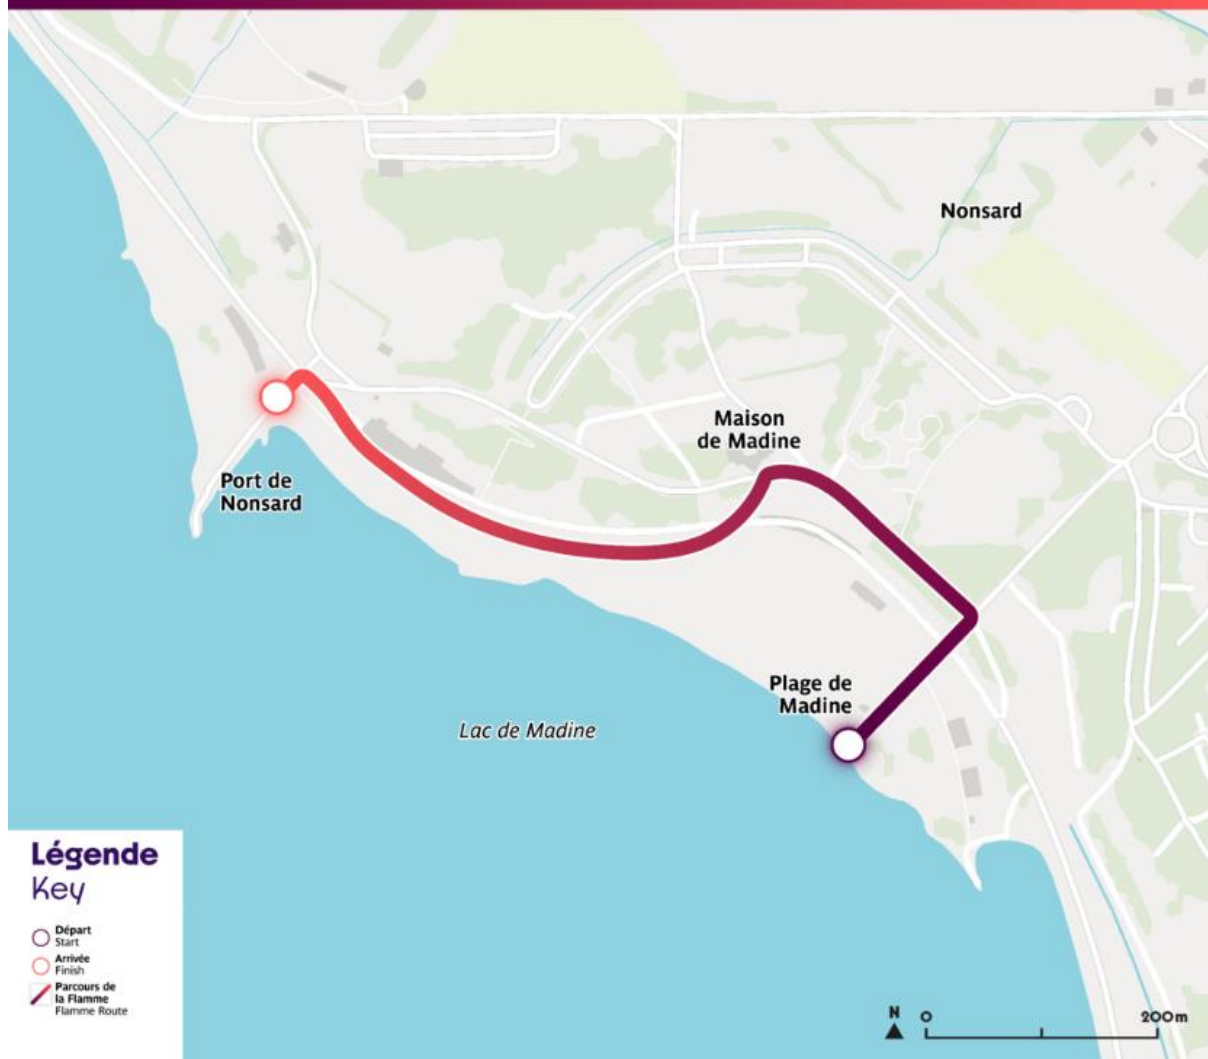 Nonsard
Maison
de Madine
Port de
Nonsard
Plage de
Madine
Lac de Madine
Légende
Key
Départ
Start
Arrivée
Finish
Parcours de
la Flamme
Flamme Route
N 0 200m